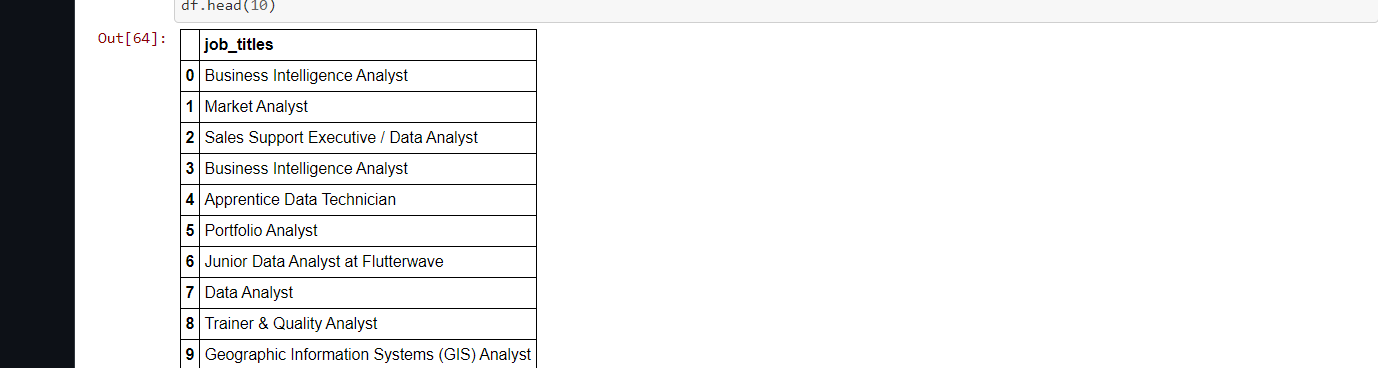 df.head(10)
Out[64]:
job_titles
0 Business Intelligence Analyst
1 Market Analyst
2 Sales Support Executive / Data Analyst
3 Business Intelligence Analyst
4 Apprentice Data Technician
5 Portfolio Analyst
6 Junior Data Analyst at Flutterwave
7 Data Analyst
8 Trainer & Quality Analyst
9 Geographic Information Systems (GIS) Analyst